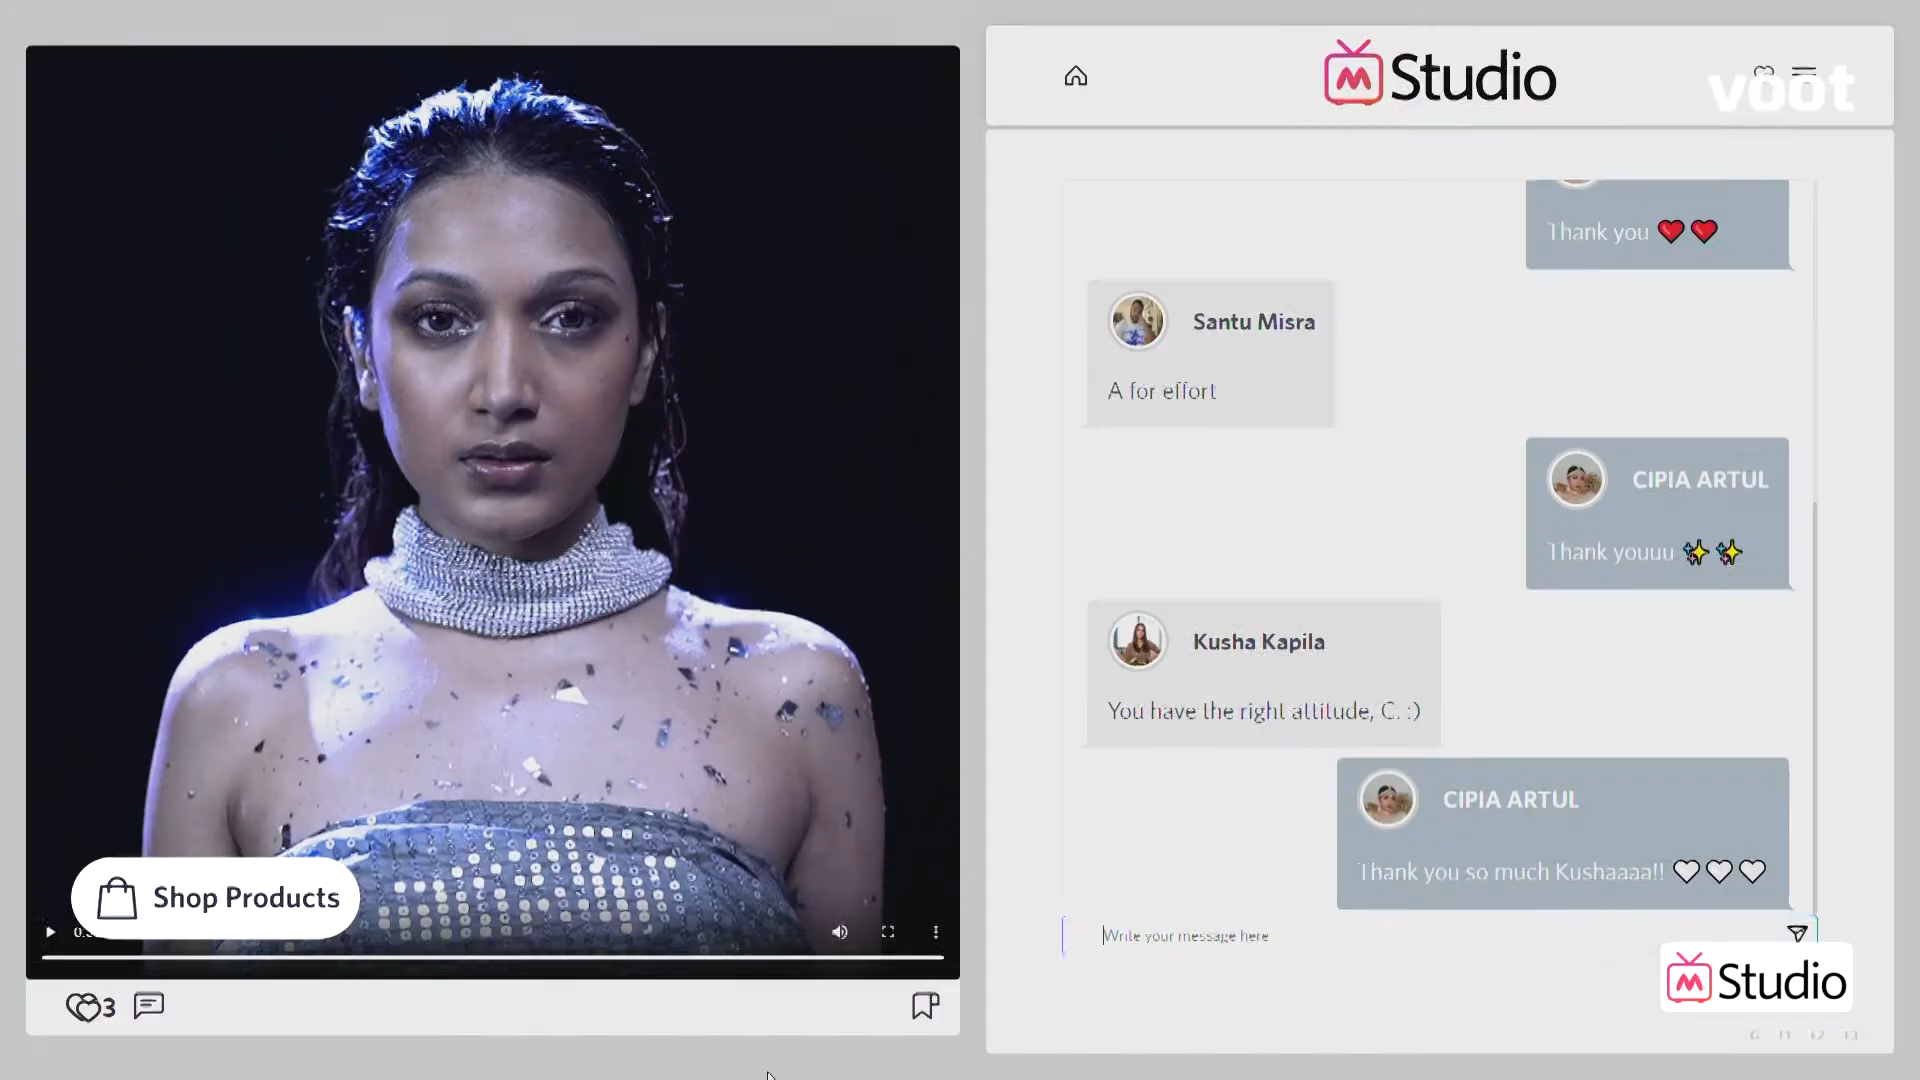 Studio
voot
Thank you ❤️❤️
Santu Misra
A for effort
CIPIA ARTUL
Thank youuu ✨✨
Kusha Kapila
You have the right attitude, C. :)
CIPIA ARTUL
Thank you so much Kushaaaa!! 🤍🤍🤍
Write your message here
Studio
Shop Products
3